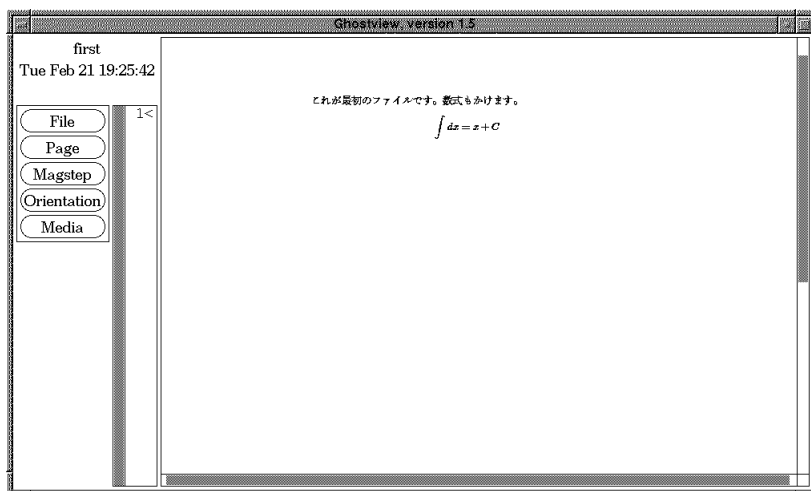 Ghostview, version 1.5
first
Tue Feb 21 19:25:42
File
Page
Magstep
Orientation
Media
1<
これが最初のファイルです。数式もかけます。
∫ dx = x + C